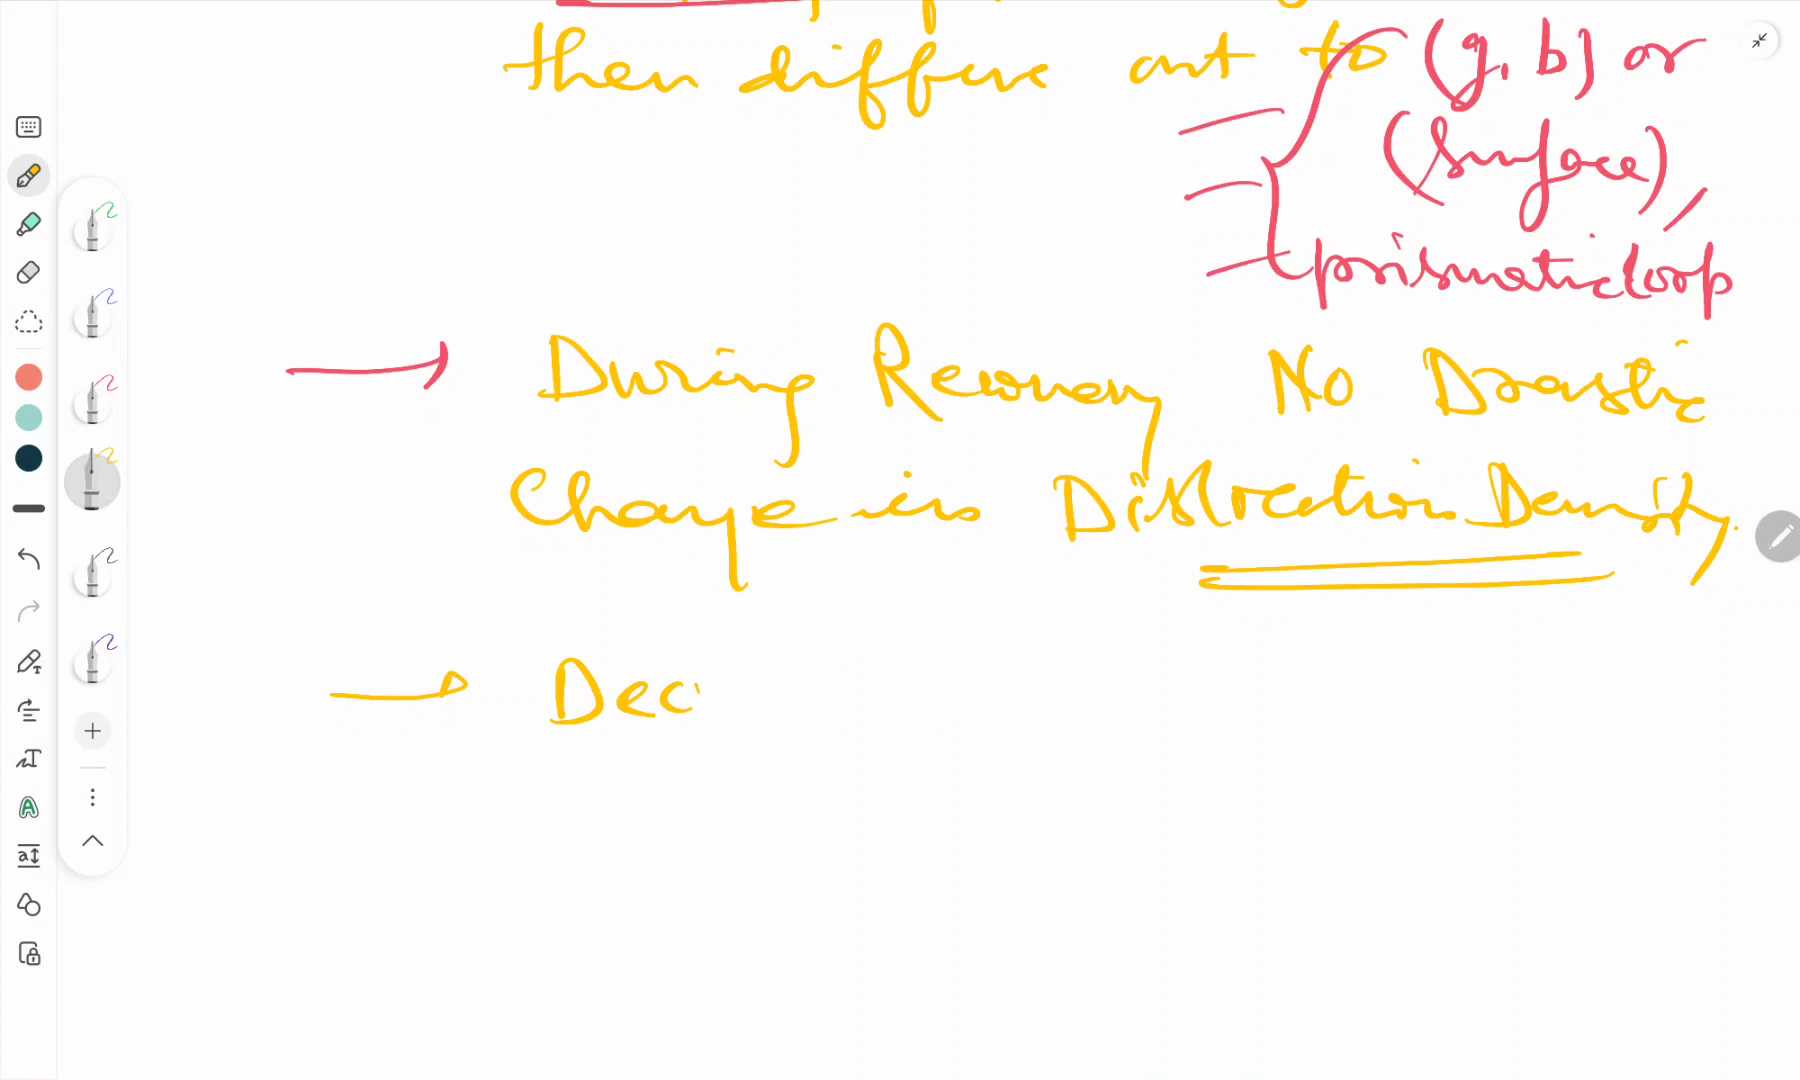 then diffuse out to (g, b) or
(surface),
prismatic loop
During Recovery No Drastic
Change in Dislocation Density.
Dec